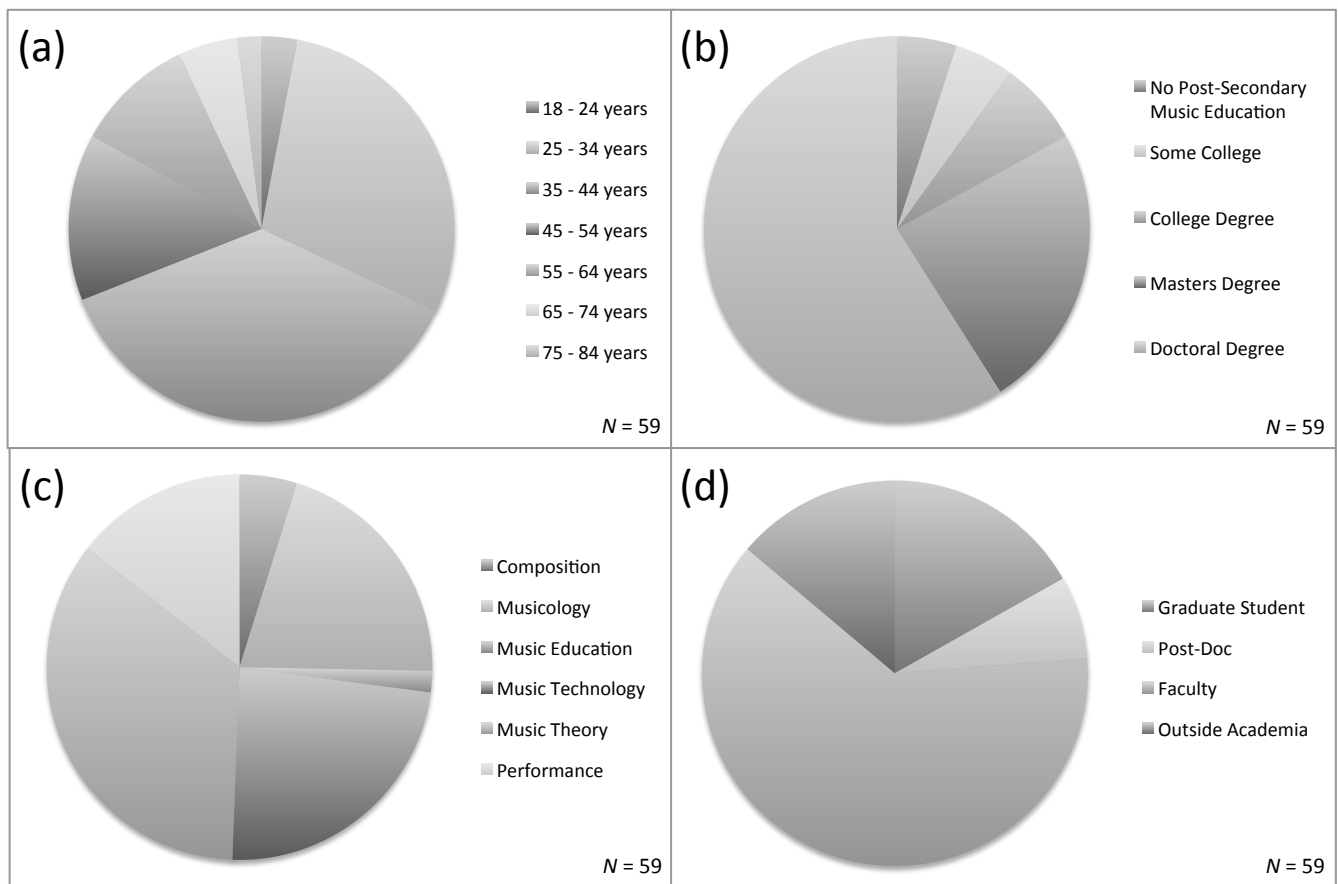 (a)
18 - 24 years
25 - 34 years
35 - 44 years
45 - 54 years
55 - 64 years
65 - 74 years
75 - 84 years
N = 59
(b)
No Post-Secondary
Music Education
Some College
College Degree
Masters Degree
Doctoral Degree
N = 59
(c)
Composition
Musicology
Music Education
Music Technology
Music Theory
Performance
N = 59
(d)
Graduate Student
Post-Doc
Faculty
Outside Academia
N = 59